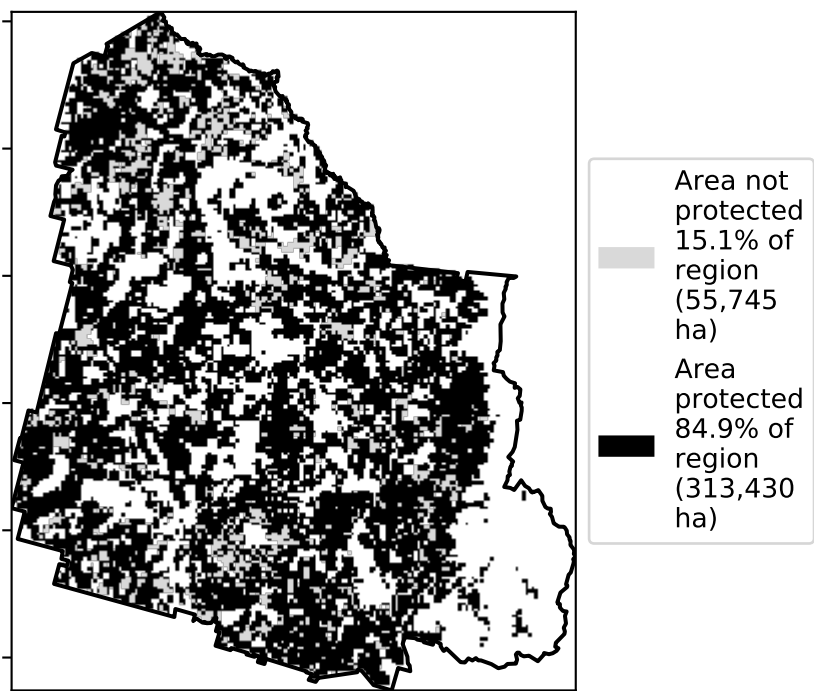 Area not
protected
15.1% of
region
(55,745
ha)
Area
protected
84.9% of
region
(313,430
ha)